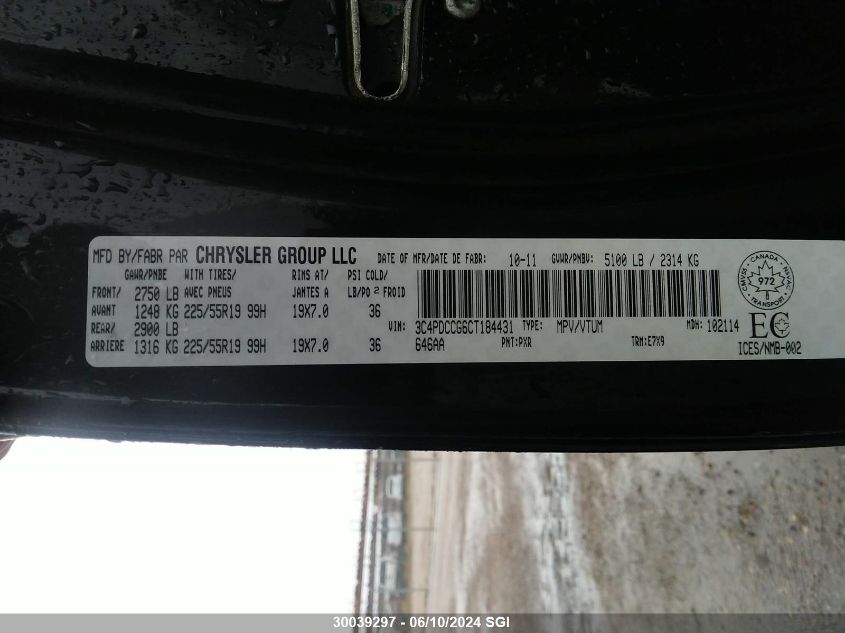 MFD BY/FABR PAR CHRYSLER GROUP LLC DATE OF MFR/DATE DE FABR: 10-11 GVWR/PNBV: 5100 LB / 2314 KG
GAWR/PNBE WITH TIRES/ RIMS AT/ PSI COLD/
FRONT/ 2750 LB AVEC PNEUS JANTES A LB/PO² FROID
AVANT 1248 KG 225/55R19 99H 19X7.0 36
REAR/ 2900 LB VIN: 3C4PDCCG6CT184431 TYPE: MPV/VTUM MDH: 102114
ARRIERE 1316 KG 225/55R19 99H 19X7.0 36 646AA PNT:PXR TRM:E7X9
CANADA
CMVSS NSVAC
972
TRANSPORT
EC
ICES/NMB-002
30039297 - 06/10/2024 SGI